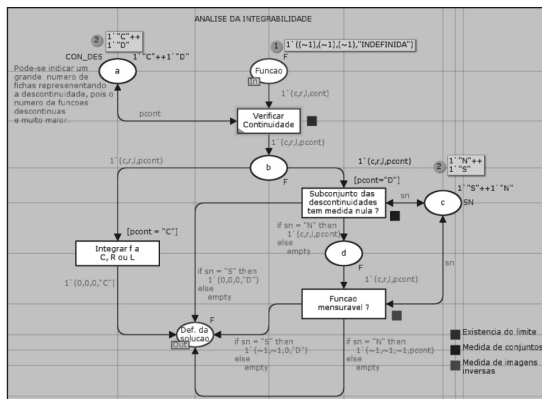 ANALISE DA INTEGRABILIDADE
2
1`"C"++
1`"D"
CON_DES
1`"C"++1`"D"
a
Pode-se indicar um
grande numero de
fichas represenentando
a descontinuidade, pois o
numero de funcoes
descontinuas
e muito maior.
1
1`((~1),(~1),(~1),"INDEFINIDA")
F
Funcao
In
1`(c,r,l,cont)
pcont
Verificar
Continuidade
1`(c,r,l,pcont)
1`(c,r,l,pcont)
b
F
1`(c,r,l,pcont)
[pcont="D"]
2
1`"N"++
1`"S"
1`"S"++1`"N"
Subconjunto das
descontinuidades
tem medida nula ?
sn
c
SN
[pcont = "C"]
Integrar f a
C, R ou L
if sn = "N" then
1`(c,r,l,pcont)
else
empty
d
F
sn
1`(0,0,0,"C")
if sn = "S" then
1`(0,0,0,"D")
else
empty
1`(c,r,l,pcont)
Funcao
mensuravel ?
F
Def. da
solucao
Out
if sn = "S" then
1`(~1,~1,0,"D")
else
empty
if sn = "N" then
1`(~1,~1,~1,pcont)
else
empty
Existencia do limite
Medida de conjuntos
Medida de imagens
inversas